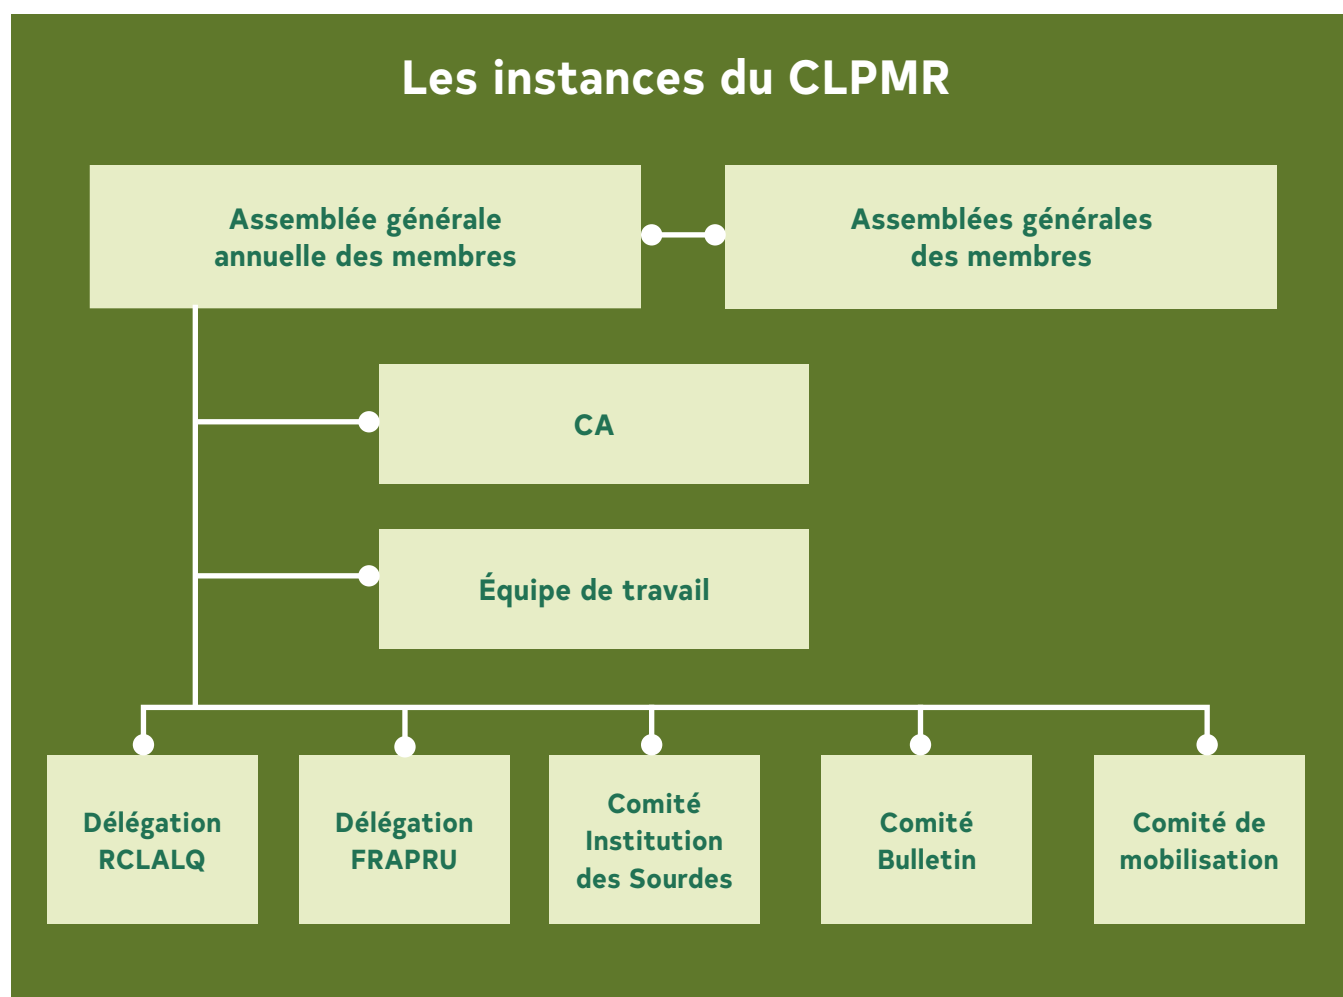 Les instances du CLPMR
Assemblée générale
annuelle des membres
Assemblées générales
des membres
CA
Équipe de travail
Délégation
RCLALQ
Délégation
FRAPRU
Comité
Institution
des Sourdes
Comité
Bulletin
Comité de
mobilisation